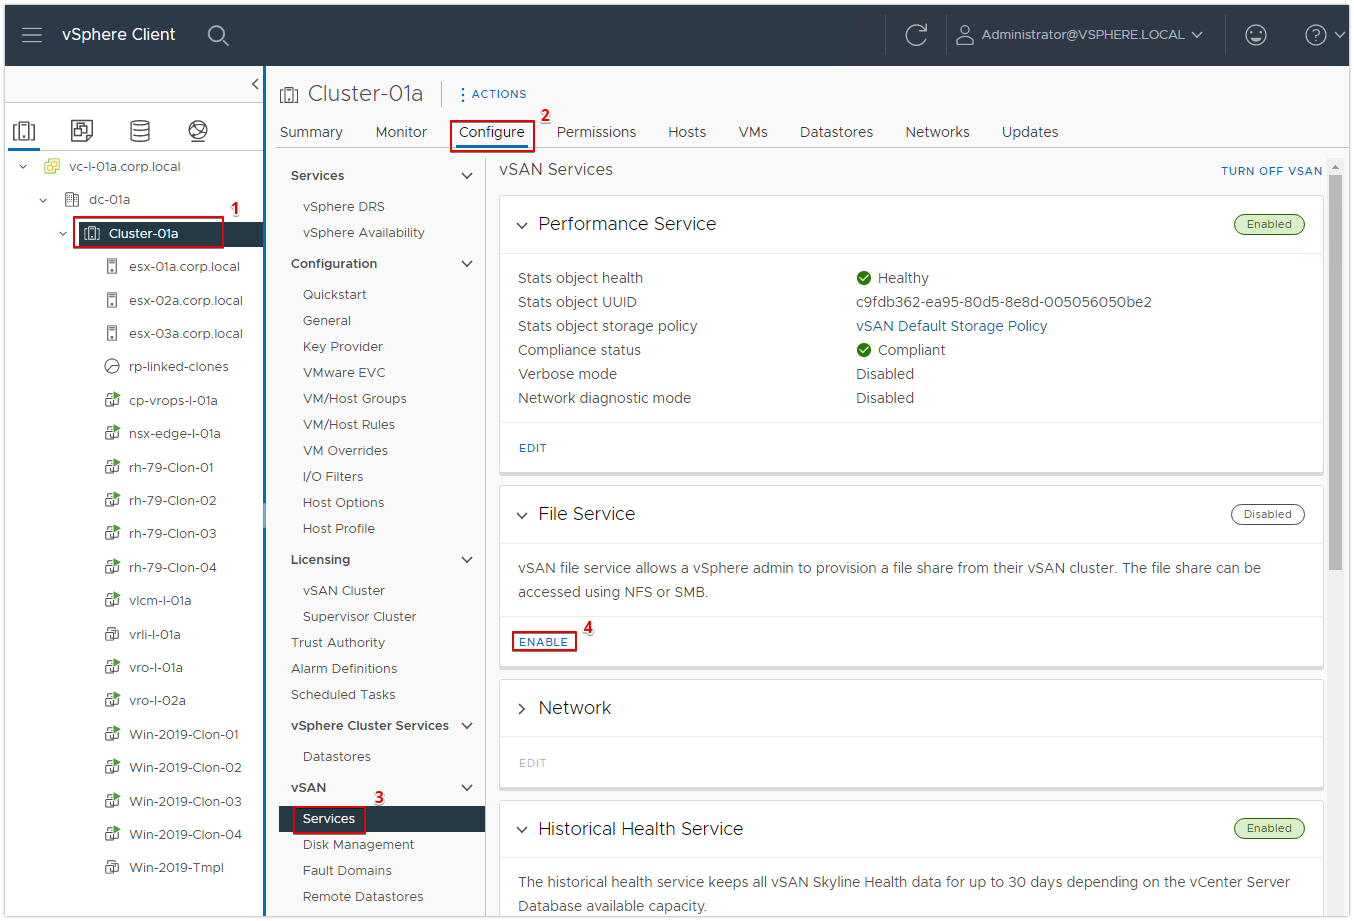 vSphere Client
Administrator@VSPHERE.LOCAL
Cluster-01a
ACTIONS
Summary Monitor Configure 2 Permissions Hosts VMs Datastores Networks Updates
vc-l-01a.corp.local
dc-01a
1
Cluster-01a
esx-01a.corp.local
esx-02a.corp.local
esx-03a.corp.local
rp-linked-clones
cp-vrops-l-01a
nsx-edge-l-01a
rh-79-Clon-01
rh-79-Clon-02
rh-79-Clon-03
rh-79-Clon-04
vlcm-l-01a
vrli-l-01a
vro-l-01a
vro-l-02a
Win-2019-Clon-01
Win-2019-Clon-02
Win-2019-Clon-03
Win-2019-Clon-04
Win-2019-Tmpl
Services
vSphere DRS
vSphere Availability
Configuration
Quickstart
General
Key Provider
VMware EVC
VM/Host Groups
VM/Host Rules
VM Overrides
I/O Filters
Host Options
Host Profile
Licensing
vSAN Cluster
Supervisor Cluster
Trust Authority
Alarm Definitions
Scheduled Tasks
vSphere Cluster Services
Datastores
vSAN
3
Services
Disk Management
Fault Domains
Remote Datastores
vSAN Services TURN OFF VSAN
Performance Service Enabled
Stats object health Healthy
Stats object UUID c9fdb362-ea95-80d5-8e8d-005056050be2
Stats object storage policy vSAN Default Storage Policy
Compliance status Compliant
Verbose mode Disabled
Network diagnostic mode Disabled
EDIT
File Service Disabled
vSAN file service allows a vSphere admin to provision a file share from their vSAN cluster. The file share can be
accessed using NFS or SMB.
ENABLE 4
Network
EDIT
Historical Health Service Enabled
The historical health service keeps all vSAN Skyline Health data for up to 30 days depending on the vCenter Server
Database available capacity.